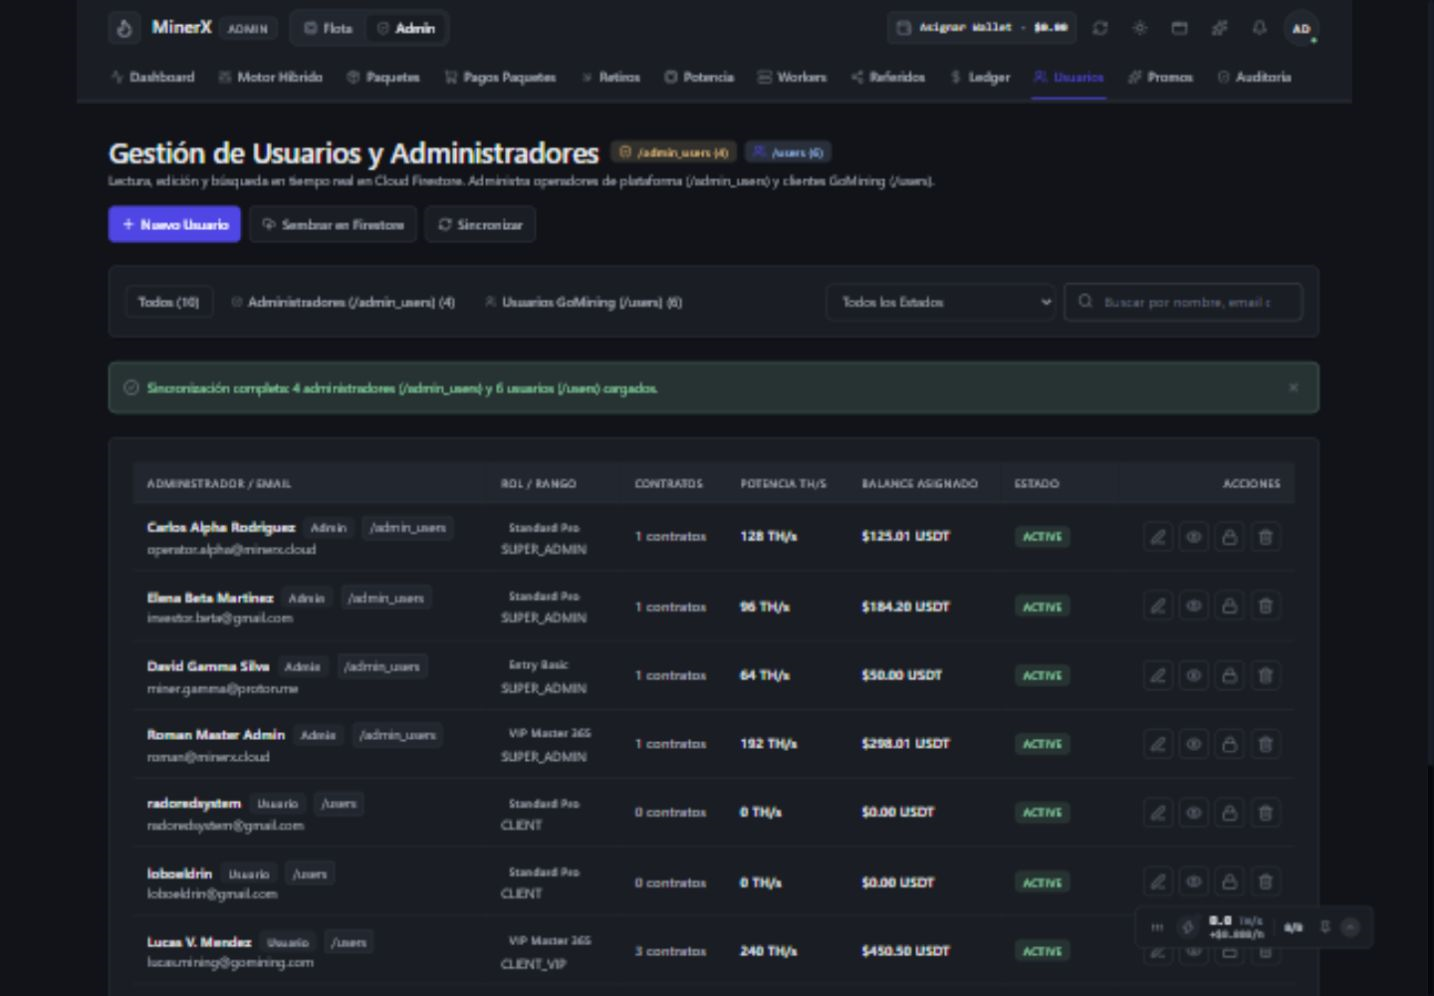 MinerX ADMIN Flota Admin Asignar Wallet - $0.00 AD
Dashboard Motor Híbrido Paquetes Pagos Paquetes Retiros Potencia Workers Referidos Ledger Usuarios Promos Auditoria
Gestión de Usuarios y Administradores /admin_users (4) /users (6)
Lectura, edición y búsqueda en tiempo real en Cloud Firestore. Administra operadores de plataforma (/admin_users) y clientes GoMining (/users).
+ Nuevo Usuario Sembrar en Firestore Sincronizar
Todos (10) Administradores (/admin_users) (4) Usuarios GoMining (/users) (6) Todos los Estados Buscar por nombre, email
Sincronización completa: 4 administradores (/admin_users) y 6 usuarios (/users) cargados.
ADMINISTRADOR / EMAIL ROL / RANGO CONTRATOS POTENCIA TH/S BALANCE ASIGNADO ESTADO ACCIONES
Carlos Alpha Rodriguez Admin /admin_users Standard Pro
operator.alpha@minerx.cloud SUPER_ADMIN 1 contratos 128 TH/s $125.01 USDT ACTIVE
Elena Beta Martinez Admin /admin_users Standard Pro
investor.beta@gmail.com SUPER_ADMIN 1 contratos 96 TH/s $184.20 USDT ACTIVE
David Gamma Silva Admin /admin_users Entry Basic
miner.gamma@proton.me SUPER_ADMIN 1 contratos 64 TH/s $50.00 USDT ACTIVE
Roman Master Admin Admin /admin_users VIP Master 365
roman@minerx.cloud SUPER_ADMIN 1 contratos 192 TH/s $298.01 USDT ACTIVE
radoredsystem Usuario /users Standard Pro
radoredsystem@gmail.com CLIENT 0 contratos 0 TH/s $0.00 USDT ACTIVE
loboeldrin Usuario /users Standard Pro
loboeldrin@gmail.com CLIENT 0 contratos 0 TH/s $0.00 USDT ACTIVE
Lucas V. Mendez Usuario /users VIP Master 365
lucas.mining@gomining.com CLIENT_VIP 3 contratos 240 TH/s $450.50 USDT ACTIVE
0.0 TH/s